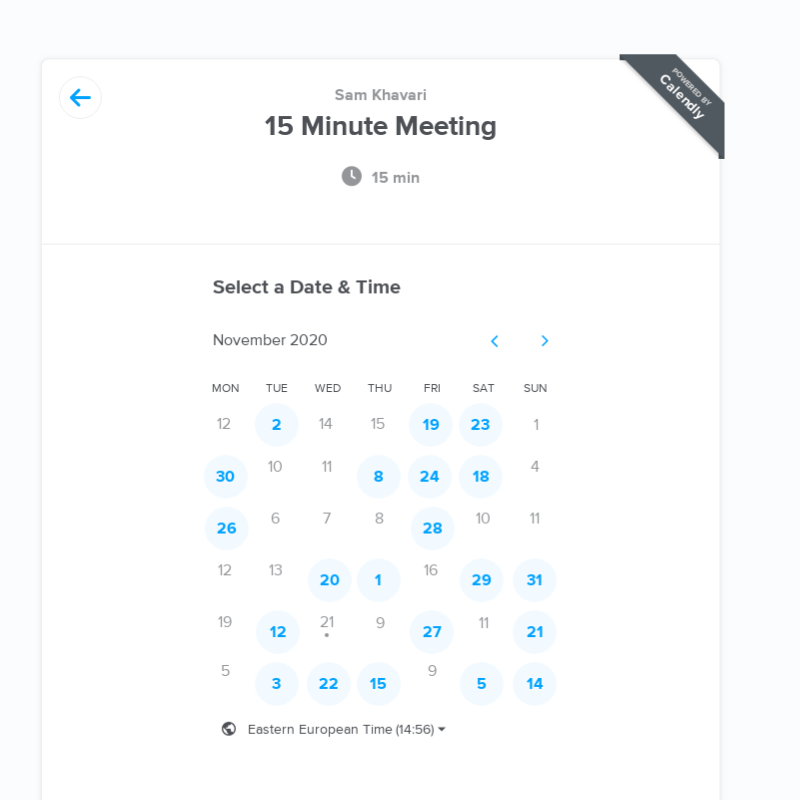 POWERED BY
Calendly
Sam Khavari
15 Minute Meeting
15 min
Select a Date & Time
November 2020
MON TUE WED THU FRI SAT SUN
12 2 14 15 19 23 1
30 10 11 8 24 18 4
26 6 7 8 28 10 11
12 13 20 1 16 29 31
19 12 21 9 27 11 21
5 3 22 15 9 5 14
Eastern European Time (14:56)